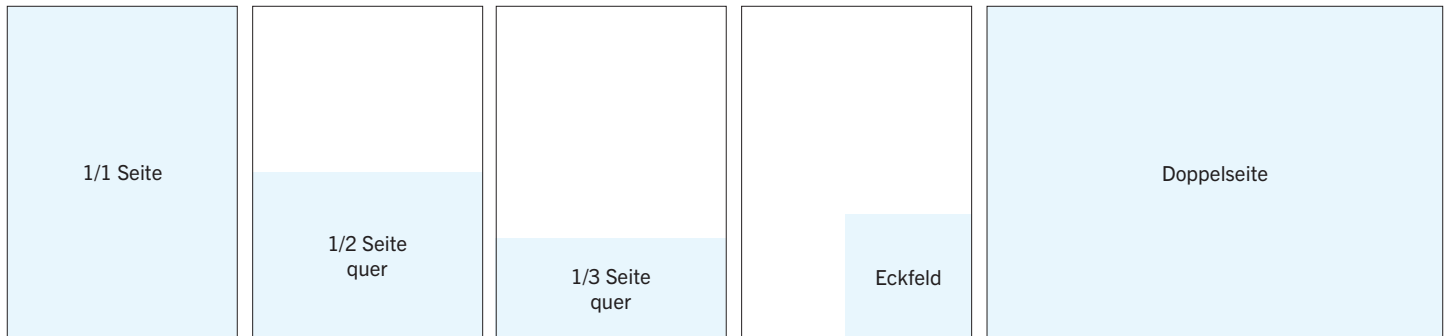 1/1 Seite
1/2 Seite
quer
1/3 Seite
quer
Eckfeld
Doppelseite